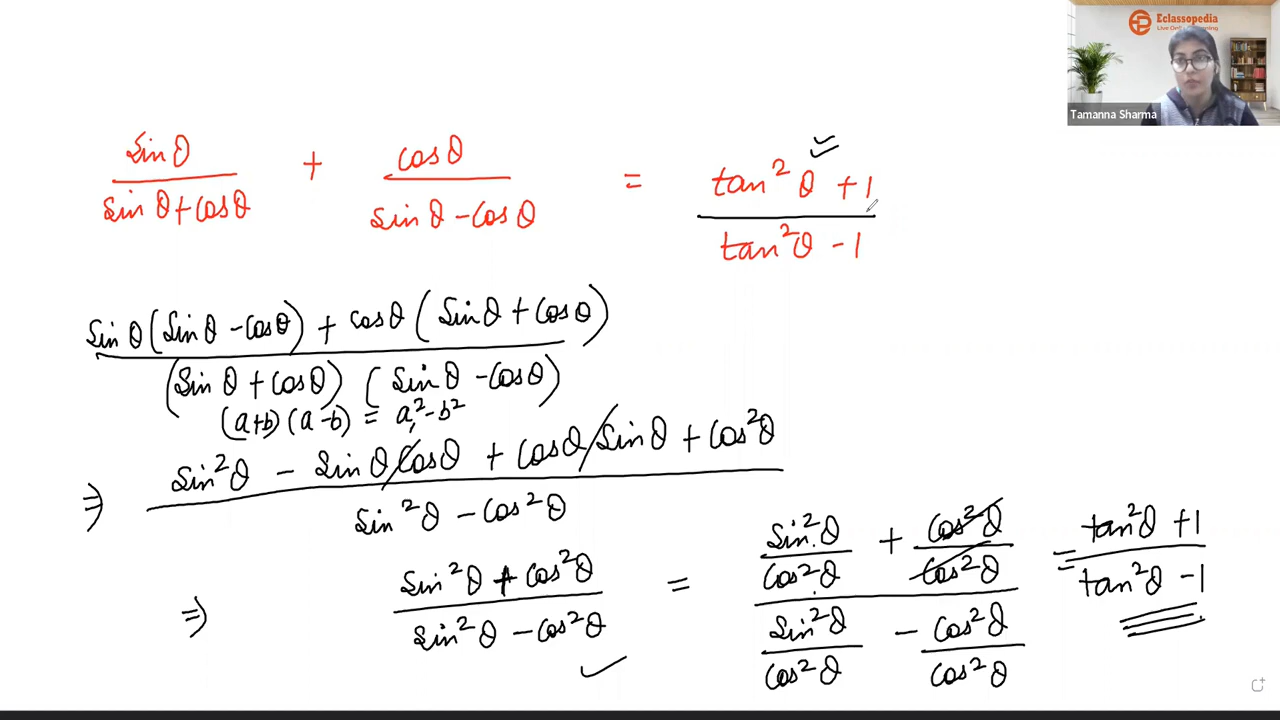 Eclassopedia
Tamanna Sharma
sinθ/(sinθ+cosθ) + cosθ/(sinθ-cosθ) = (tan²θ+1)/(tan²θ-1)
(sinθ(sinθ-cosθ) + cosθ(sinθ+cosθ))/((sinθ+cosθ)(sinθ-cosθ))
(a+b)(a-b) = a²-b²
⇒ (sin²θ - sinθcosθ + cosθsinθ + cos²θ)/(sin²θ-cos²θ)
⇒ (sin²θ+cos²θ)/(sin²θ-cos²θ) = (sin²θ/cos²θ + cos²θ/cos²θ)/(sin²θ/cos²θ - cos²θ/cos²θ) = (tan²θ+1)/(tan²θ-1)